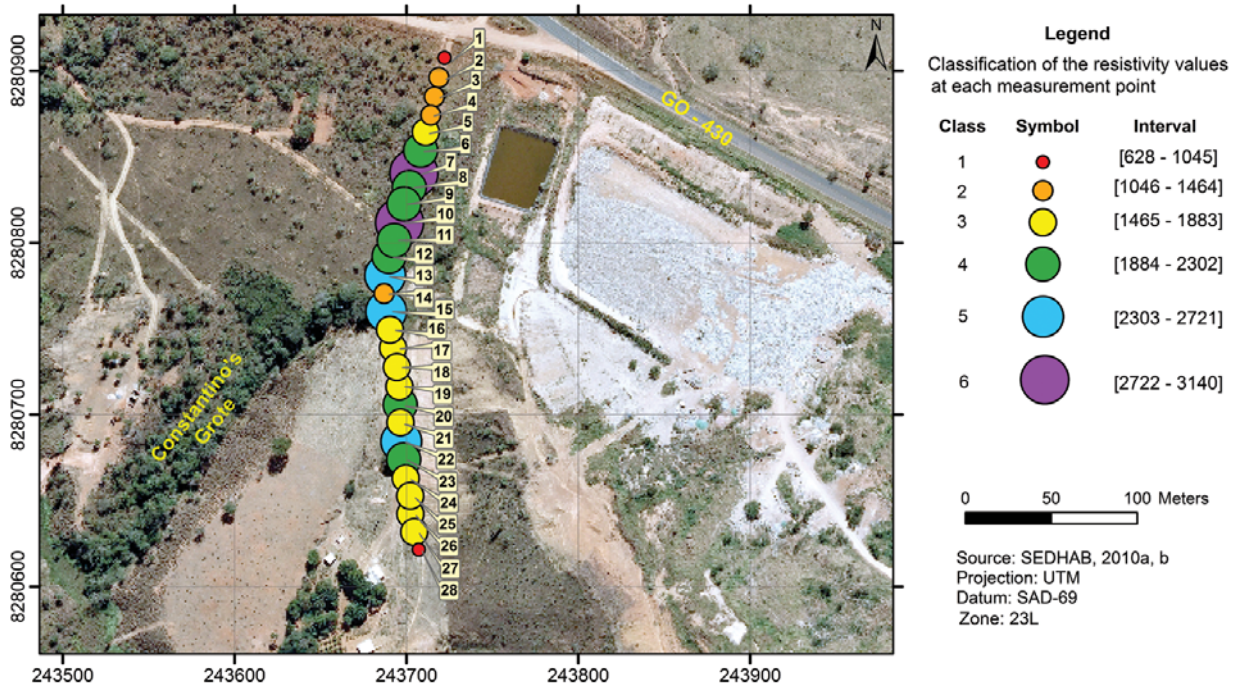 8280900
8280800
8280700
8280600
243500
243600
243700
243800
243900
N
GO - 430
Constantino's
Grote
1
2
3
4
5
6
7
8
9
10
11
12
13
14
15
16
17
18
19
20
21
22
23
24
25
26
27
28
Legend
Classification of the resistivity values
at each measurement point
Class Symbol Interval
1 [628 - 1045]
2 [1046 - 1464]
3 [1465 - 1883]
4 [1884 - 2302]
5 [2303 - 2721]
6 [2722 - 3140]
0 50 100 Meters
Source: SEDHAB, 2010a, b
Projection: UTM
Datum: SAD-69
Zone: 23L